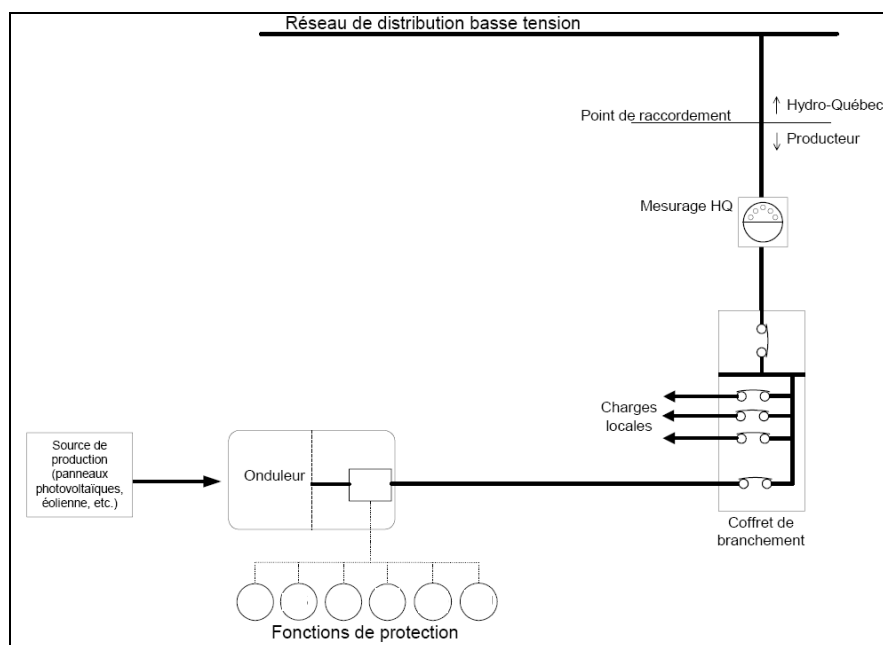 Réseau de distribution basse tension
Hydro-Québec
Point de raccordement
Producteur
Mesurage HQ
Charges
locales
Source de
production
(panneaux
photovoltaïques,
éolienne, etc.)
Onduleur
Coffret de
branchement
Fonctions de protection